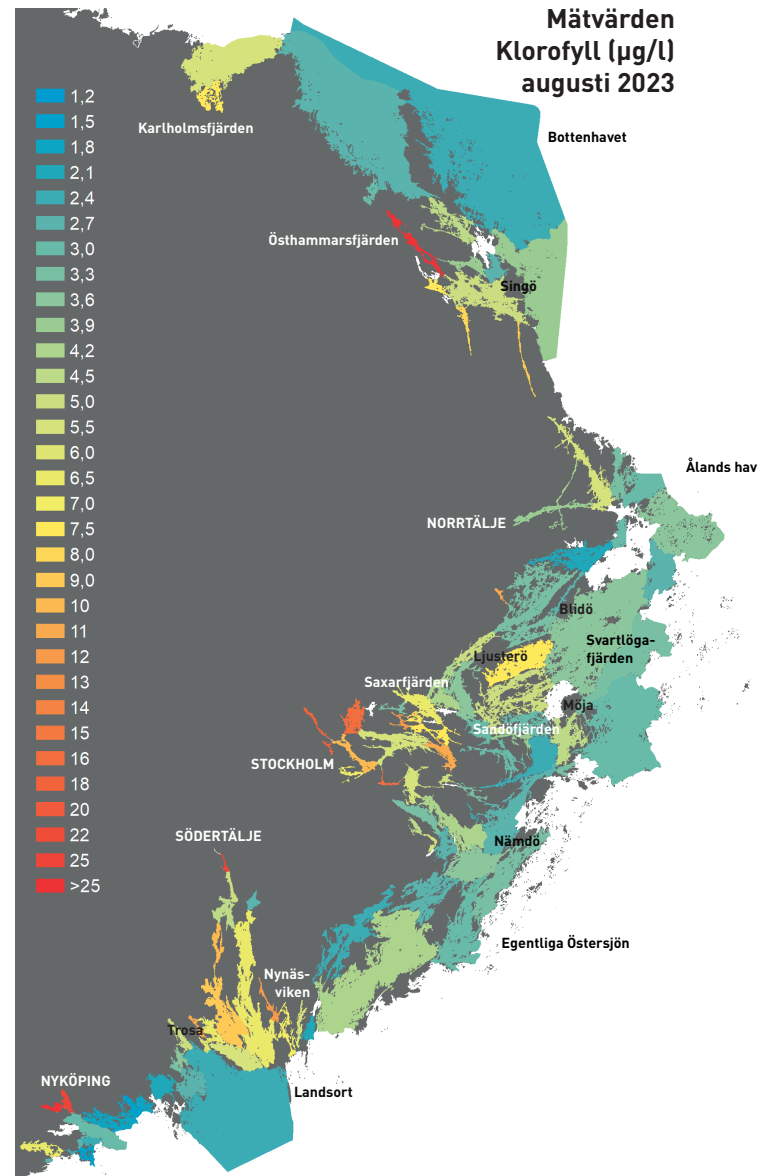 Mätvärden
Klorofyll (µg/l)
augusti 2023
1,2
1,5
1,8
2,1
2,4
2,7
3,0
3,3
3,6
3,9
4,2
4,5
5,0
5,5
6,0
6,5
7,0
7,5
8,0
9,0
10
11
12
13
14
15
16
18
20
22
25
>25
Karlholmsfjärden
Bottenhavet
Östhammarsfjärden
Singö
Ålands hav
NORRTÄLJE
Blidö
Svartlöga-
fjärden
Ljusterö
Saxarfjärden
Möja
Sandöfjärden
STOCKHOLM
SÖDERTÄLJE
Nämdö
Egentliga Östersjön
Nynäs-
viken
Trosa
NYKÖPING
Landsort